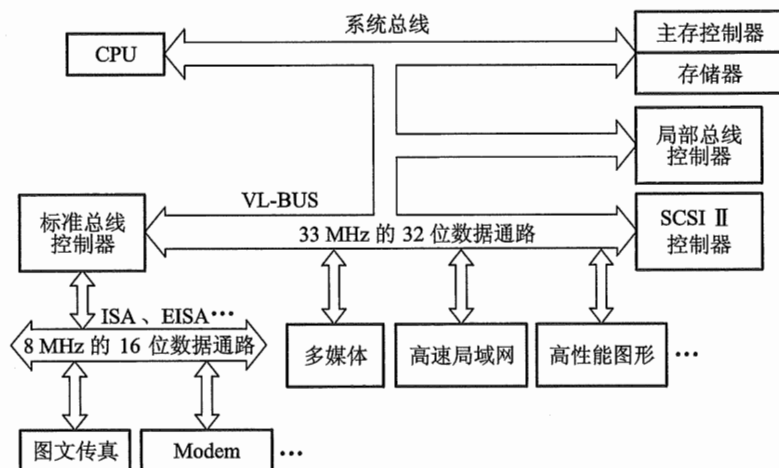 系统总线
CPU
主存控制器
存储器
局部总线
控制器
VL-BUS
标准总线
控制器
33 MHz 的 32 位数据通路
SCSI Ⅱ
控制器
ISA 、EISA…
8 MHz 的 16 位数据通路
多媒体
高速局域网
高性能图形
…
图文传真
Modem
…